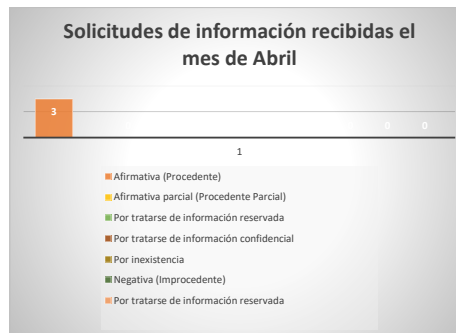 Solicitudes de información recibidas el
mes de Abril
3
0 0
1
Afirmativa (Procedente)
Afirmativa parcial (Procedente Parcial)
Por tratarse de información reservada
Por tratarse de información confidencial
Por inexistencia
Negativa (Improcedente)
Por tratarse de información reservada